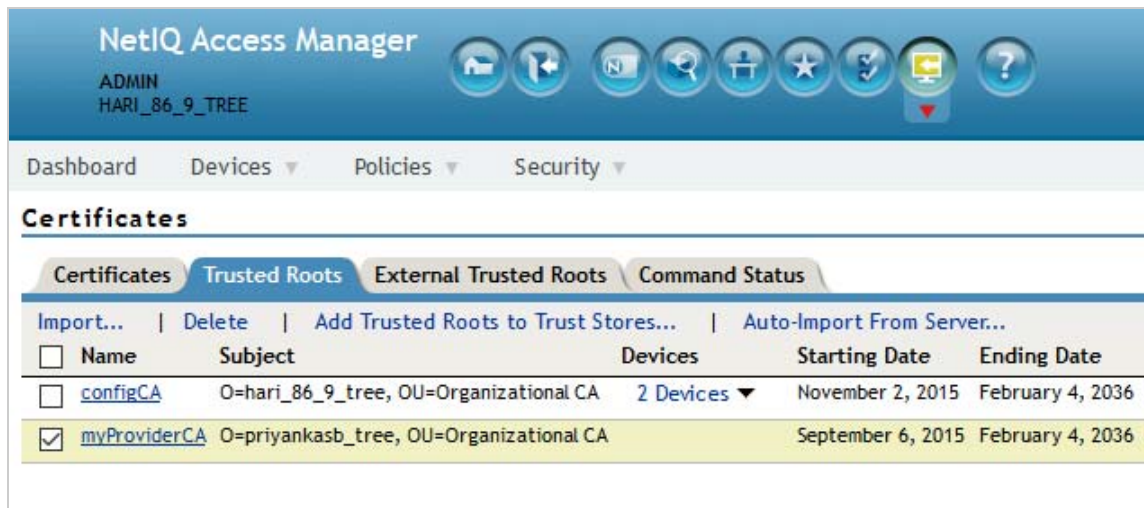 NetIQ Access Manager
ADMIN
HARI_86_9_TREE
N
?
Dashboard Devices Policies Security
Certificates
Certificates Trusted Roots External Trusted Roots Command Status
Import... | Delete | Add Trusted Roots to Trust Stores... | Auto-Import From Server...
Name Subject Devices Starting Date Ending Date
configCA O=hari_86_9_tree, OU=Organizational CA 2 Devices November 2, 2015 February 4, 2036
myProviderCA O=priyankasb_tree, OU=Organizational CA September 6, 2015 February 4, 2036